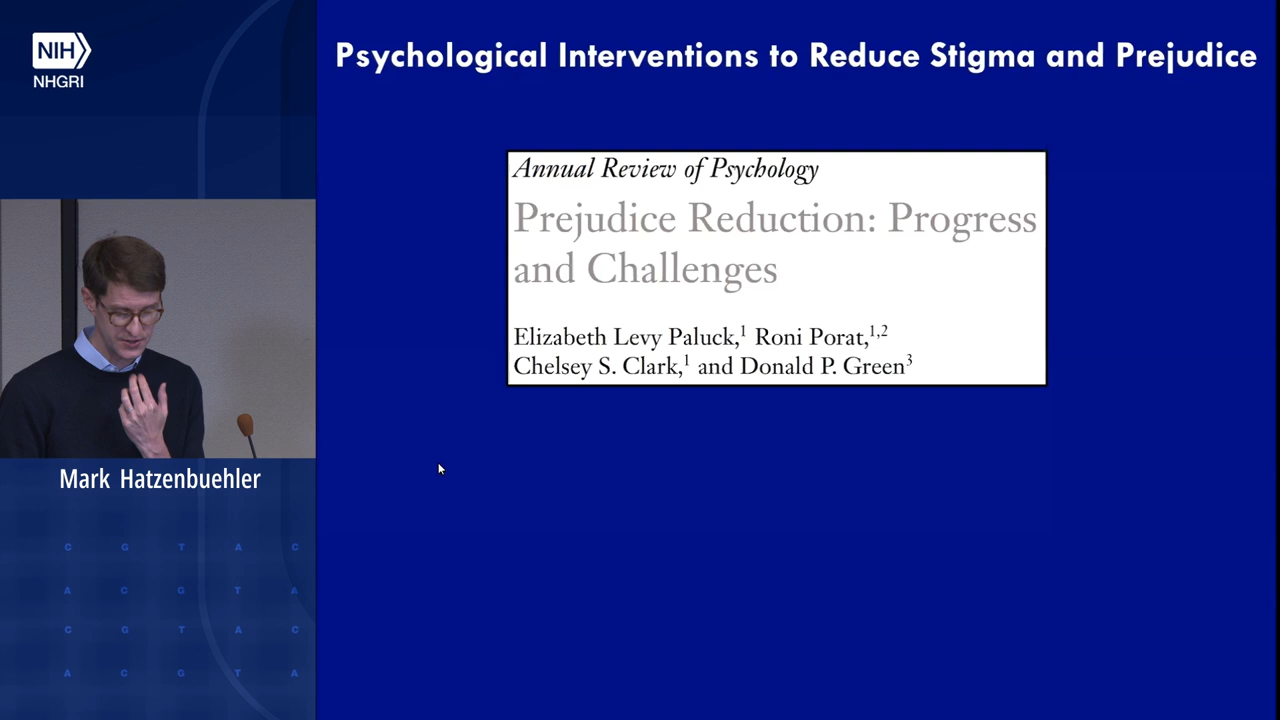 NIH
NHGRI
Psychological Interventions to Reduce Stigma and Prejudice
Annual Review of Psychology
Prejudice Reduction: Progress
and Challenges
Elizabeth Levy Paluck,¹ Roni Porat,¹,²
Chelsey S. Clark,¹ and Donald P. Green³
Mark Hatzenbuehler
C G T A C
A C G T A
C G T A C
A C G T A